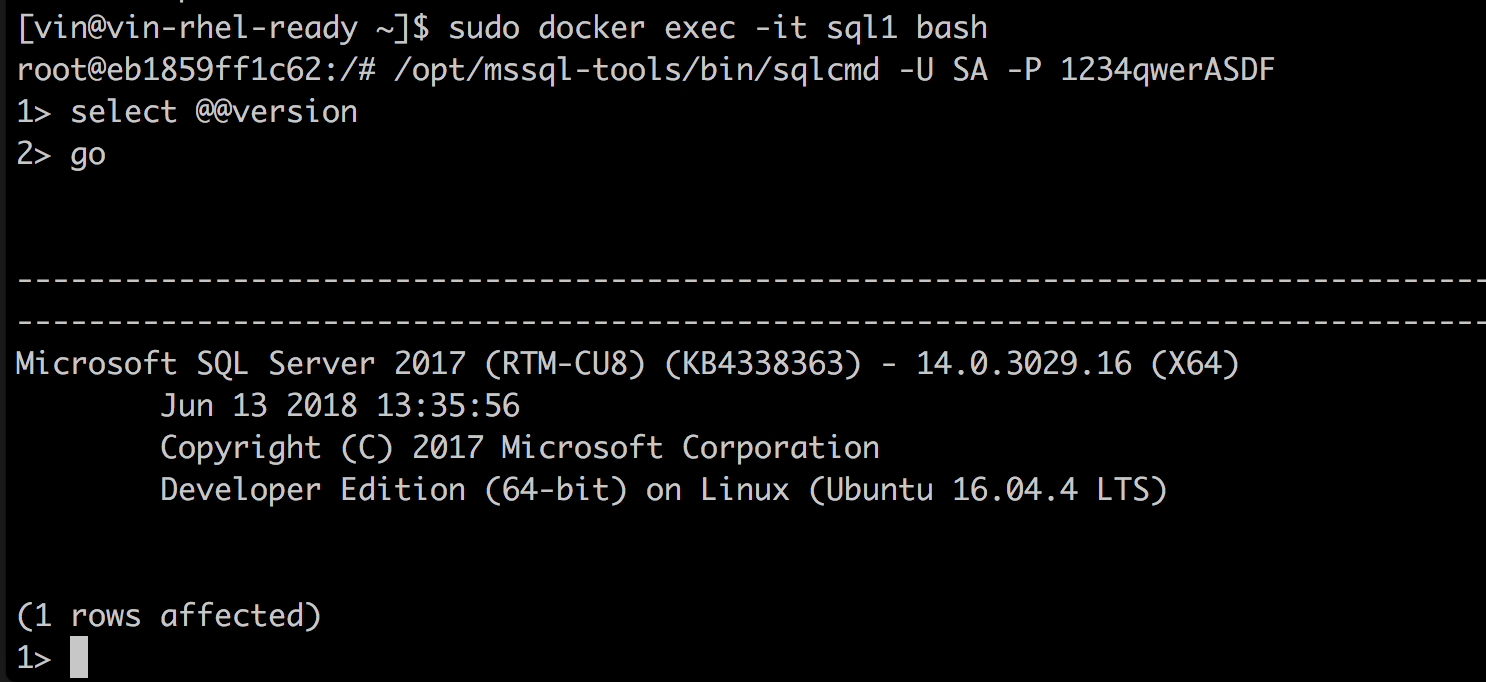 [vin@vin-rhel-ready ~]$ sudo docker exec -it sql1 bash
root@eb1859ff1c62:/# /opt/mssql-tools/bin/sqlcmd -U SA -P 1234qwerASDF
1> select @@version
2> go
----------------------------------------------------------------------------------
----------------------------------------------------------------------------------
Microsoft SQL Server 2017 (RTM-CU8) (KB4338363) - 14.0.3029.16 (X64)
        Jun 13 2018 13:35:56
        Copyright (C) 2017 Microsoft Corporation
        Developer Edition (64-bit) on Linux (Ubuntu 16.04.4 LTS)
(1 rows affected)
1>